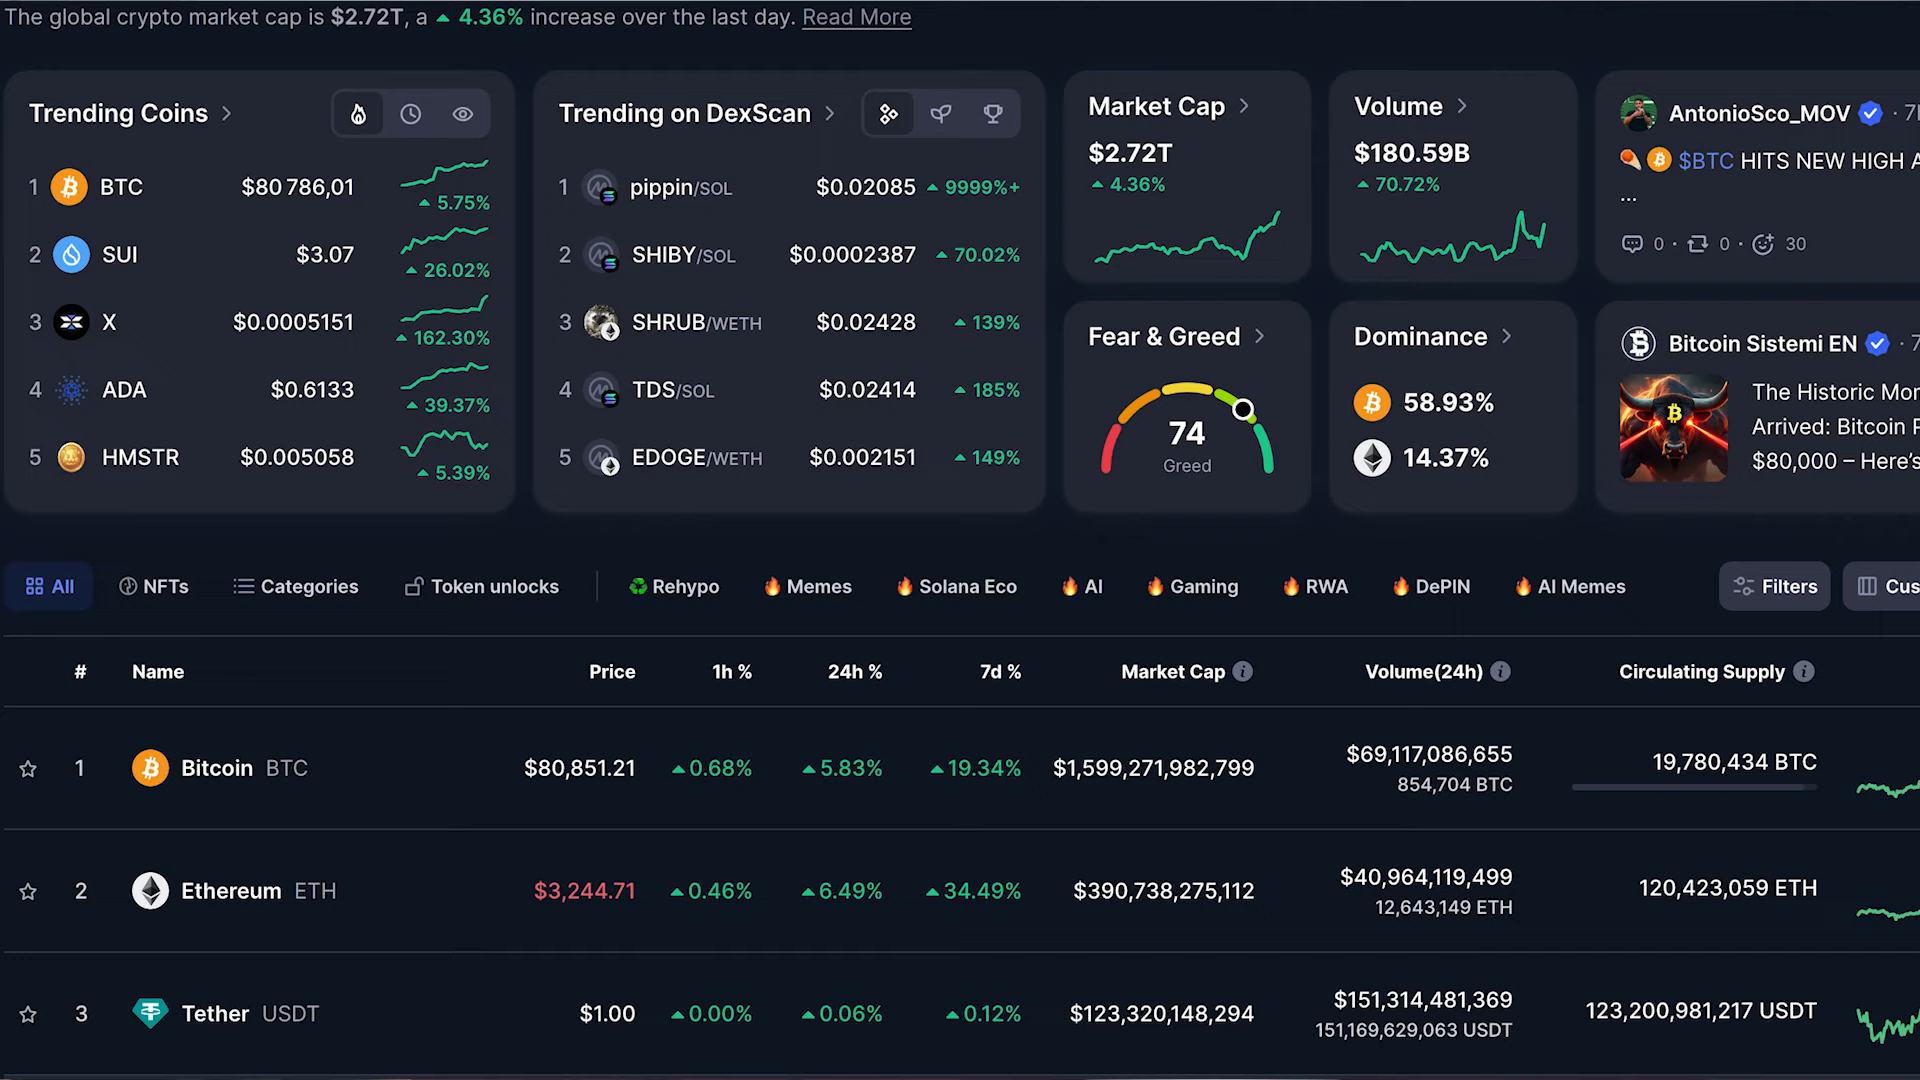 The global crypto market cap is $2.72T, a 4.36% increase over the last day. Read More
Trending Coins
1 BTC $80 786,01 5.75%
2 SUI $3.07 26.02%
3 X $0.0005151 162.30%
4 ADA $0.6133 39.37%
5 HMSTR $0.005058 5.39%
Trending on DexScan
1 pippin/SOL $0.02085 9999%+
2 SHIBY/SOL $0.0002387 70.02%
3 SHRUB/WETH $0.02428 139%
4 TDS/SOL $0.02414 185%
5 EDOGE/WETH $0.002151 149%
Market Cap
$2.72T
4.36%
Volume
$180.59B
70.72%
Fear & Greed
74
Greed
Dominance
58.93%
14.37%
AntonioSco_MOV
$BTC HITS NEW HIGH
...
0 · 0 · 30
Bitcoin Sistemi EN
The Historic
Arrived: Bitcoin
$80,000 – Here's
All NFTs Categories Token unlocks Rehypo Memes Solana Eco AI Gaming RWA DePIN AI Memes Filters
# Name Price 1h % 24h % 7d % Market Cap Volume(24h) Circulating Supply
1 Bitcoin BTC $80,851.21 0.68% 5.83% 19.34% $1,599,271,982,799 $69,117,086,655 19,780,434 BTC
854,704 BTC
2 Ethereum ETH $3,244.71 0.46% 6.49% 34.49% $390,738,275,112 $40,964,119,499 120,423,059 ETH
12,643,149 ETH
3 Tether USDT $1.00 0.00% 0.06% 0.12% $123,320,148,294 $151,314,481,369 123,200,981,217 USDT
151,169,629,063 USDT